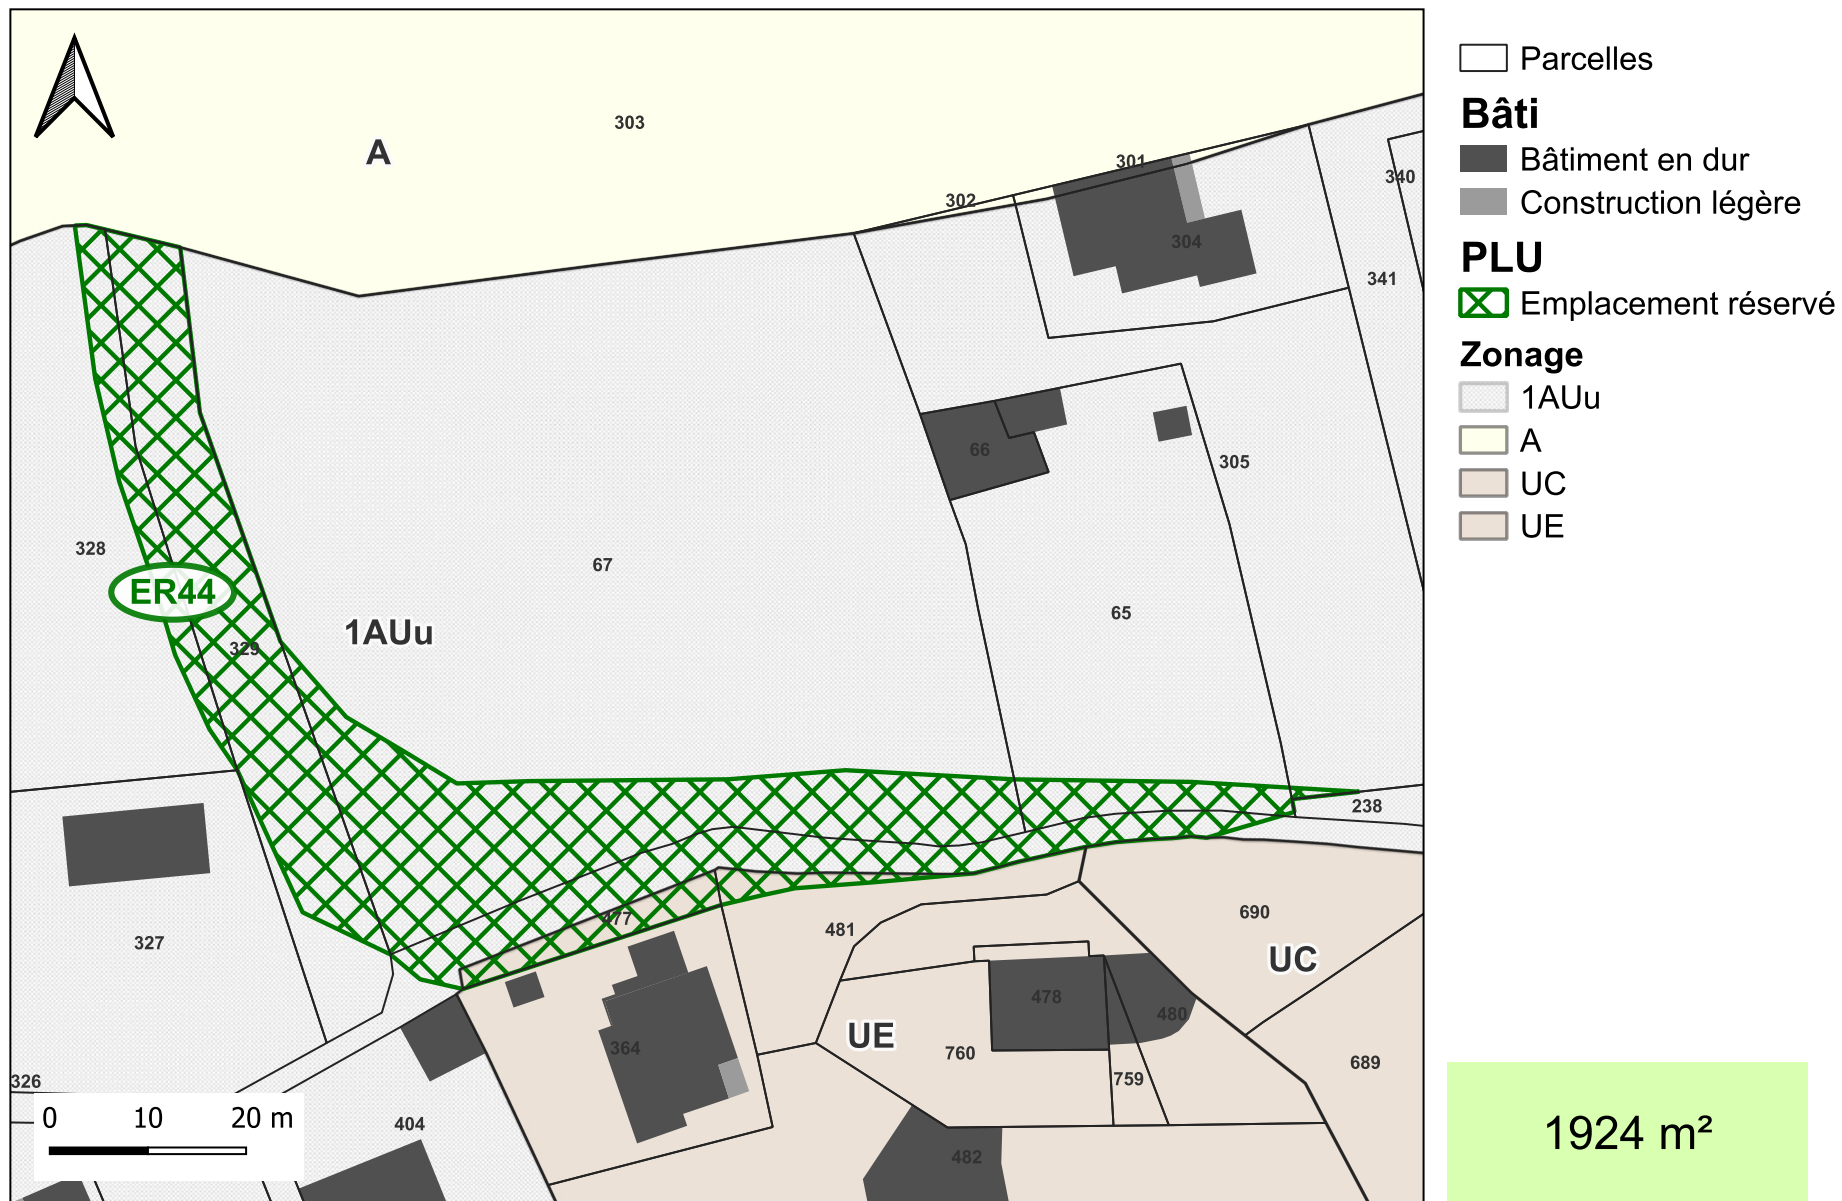 Parcelles
Bâti
Bâtiment en dur
Construction légère
PLU
Emplacement réservé
Zonage
1AUu
A
UC
UE
303
A
301
302
340
304
341
66
305
328
67
ER44
65
1AUu
329
238
477
481
690
327
UC
478
480
UE
364
760
689
759
326
0 10 20 m
404
482
1924 m²